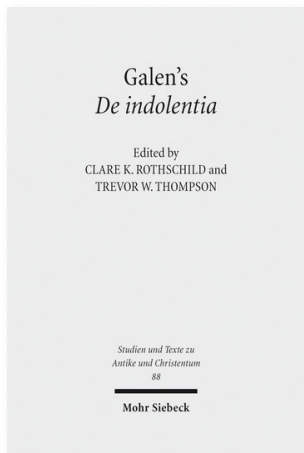 Galen's
De indolentia
Edited by
CLARE K. ROTHSCHILD and
TREVOR W. THOMPSON
Studien und Texte zu
Antike und Christentum
88
Mohr Siebeck